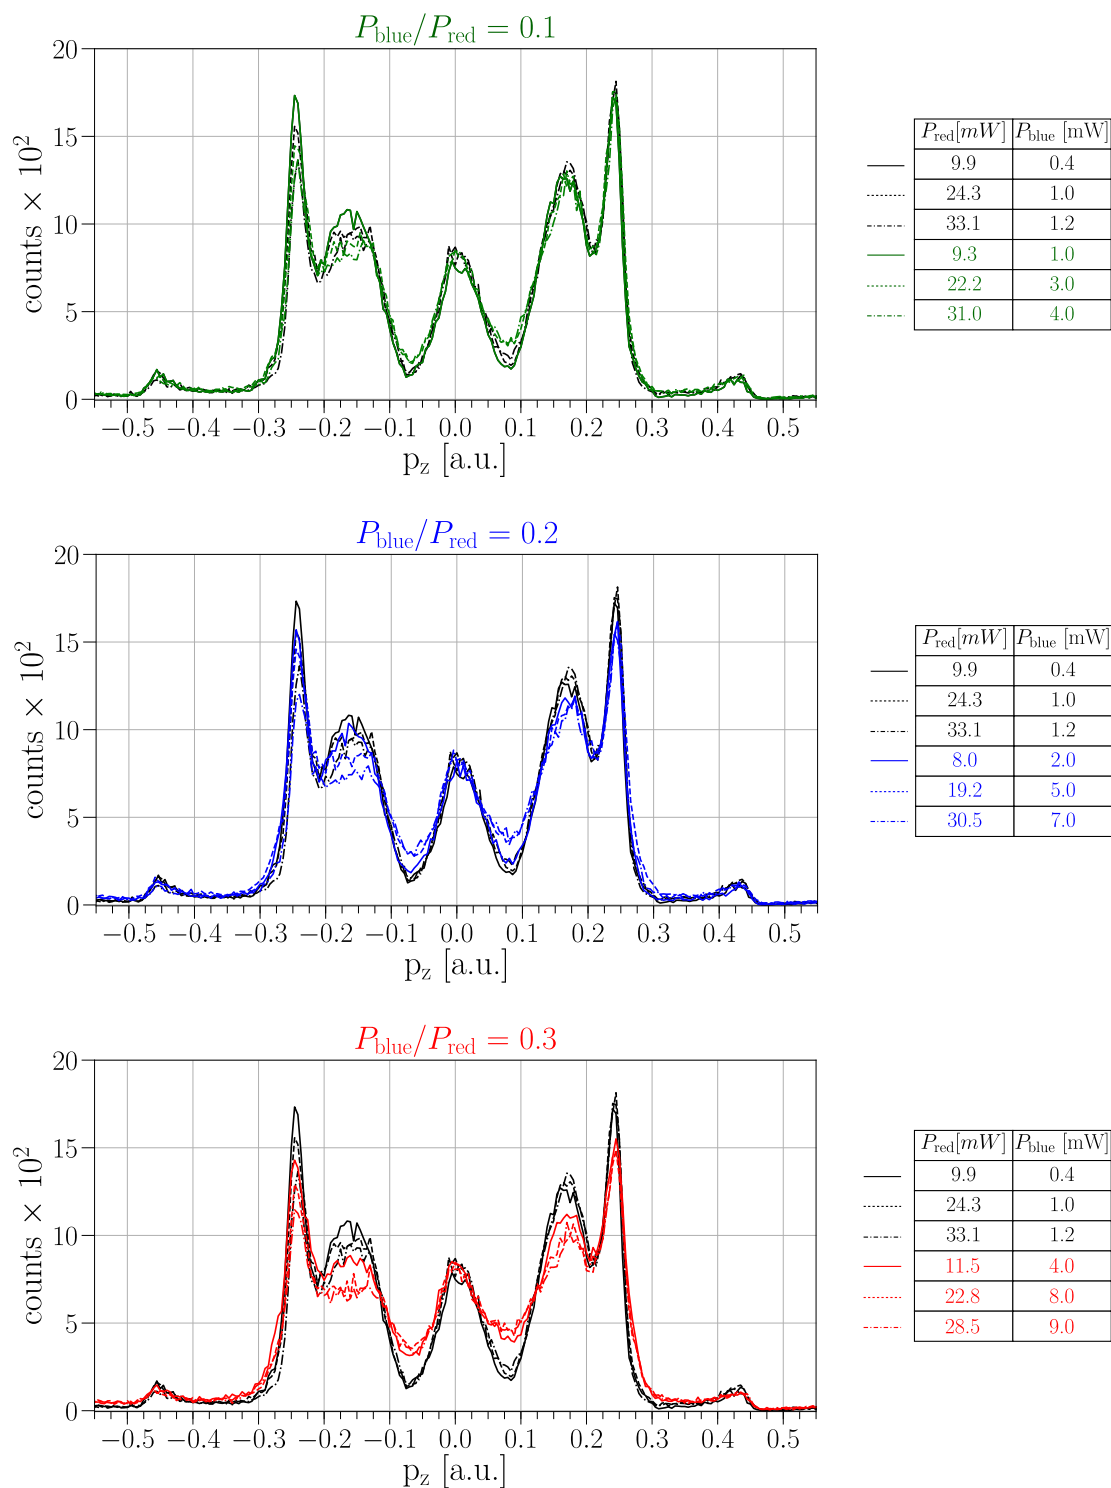 P_blue/P_red = 0.1
20
15
10
5
0
counts × 10²
−0.5 −0.4 −0.3 −0.2 −0.1 0.0 0.1 0.2 0.3 0.4 0.5
p_z [a.u.]
P_red[mW] P_blue [mW]
9.9 0.4
24.3 1.0
33.1 1.2
9.3 1.0
22.2 3.0
31.0 4.0
P_blue/P_red = 0.2
20
15
10
5
0
counts × 10²
−0.5 −0.4 −0.3 −0.2 −0.1 0.0 0.1 0.2 0.3 0.4 0.5
p_z [a.u.]
P_red[mW] P_blue [mW]
9.9 0.4
24.3 1.0
33.1 1.2
8.0 2.0
19.2 5.0
30.5 7.0
P_blue/P_red = 0.3
20
15
10
5
0
counts × 10²
−0.5 −0.4 −0.3 −0.2 −0.1 0.0 0.1 0.2 0.3 0.4 0.5
p_z [a.u.]
P_red[mW] P_blue [mW]
9.9 0.4
24.3 1.0
33.1 1.2
11.5 4.0
22.8 8.0
28.5 9.0